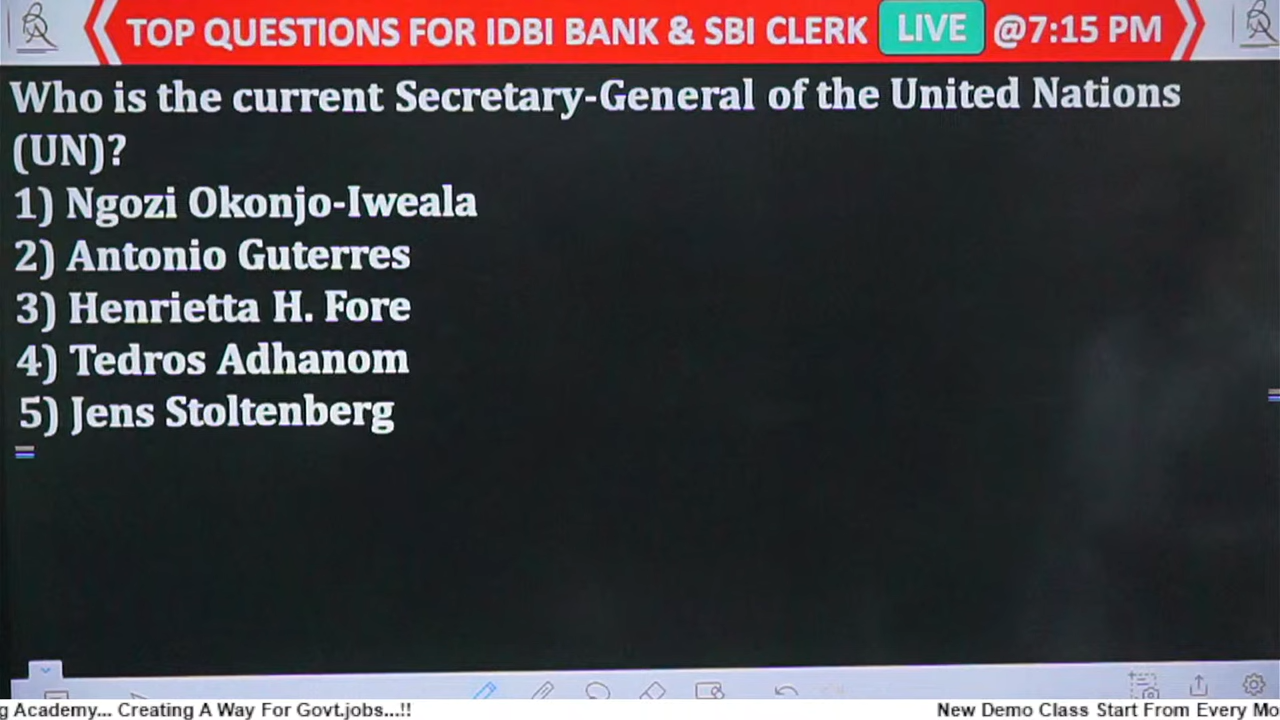 TOP QUESTIONS FOR IDBI BANK & SBI CLERK LIVE @7:15 PM
Who is the current Secretary-General of the United Nations
(UN)?
1) Ngozi Okonjo-Iweala
2) Antonio Guterres
3) Henrietta H. Fore
4) Tedros Adhanom
5) Jens Stoltenberg
g Academy... Creating A Way For Govt.jobs...!! New Demo Class Start From Every Mo